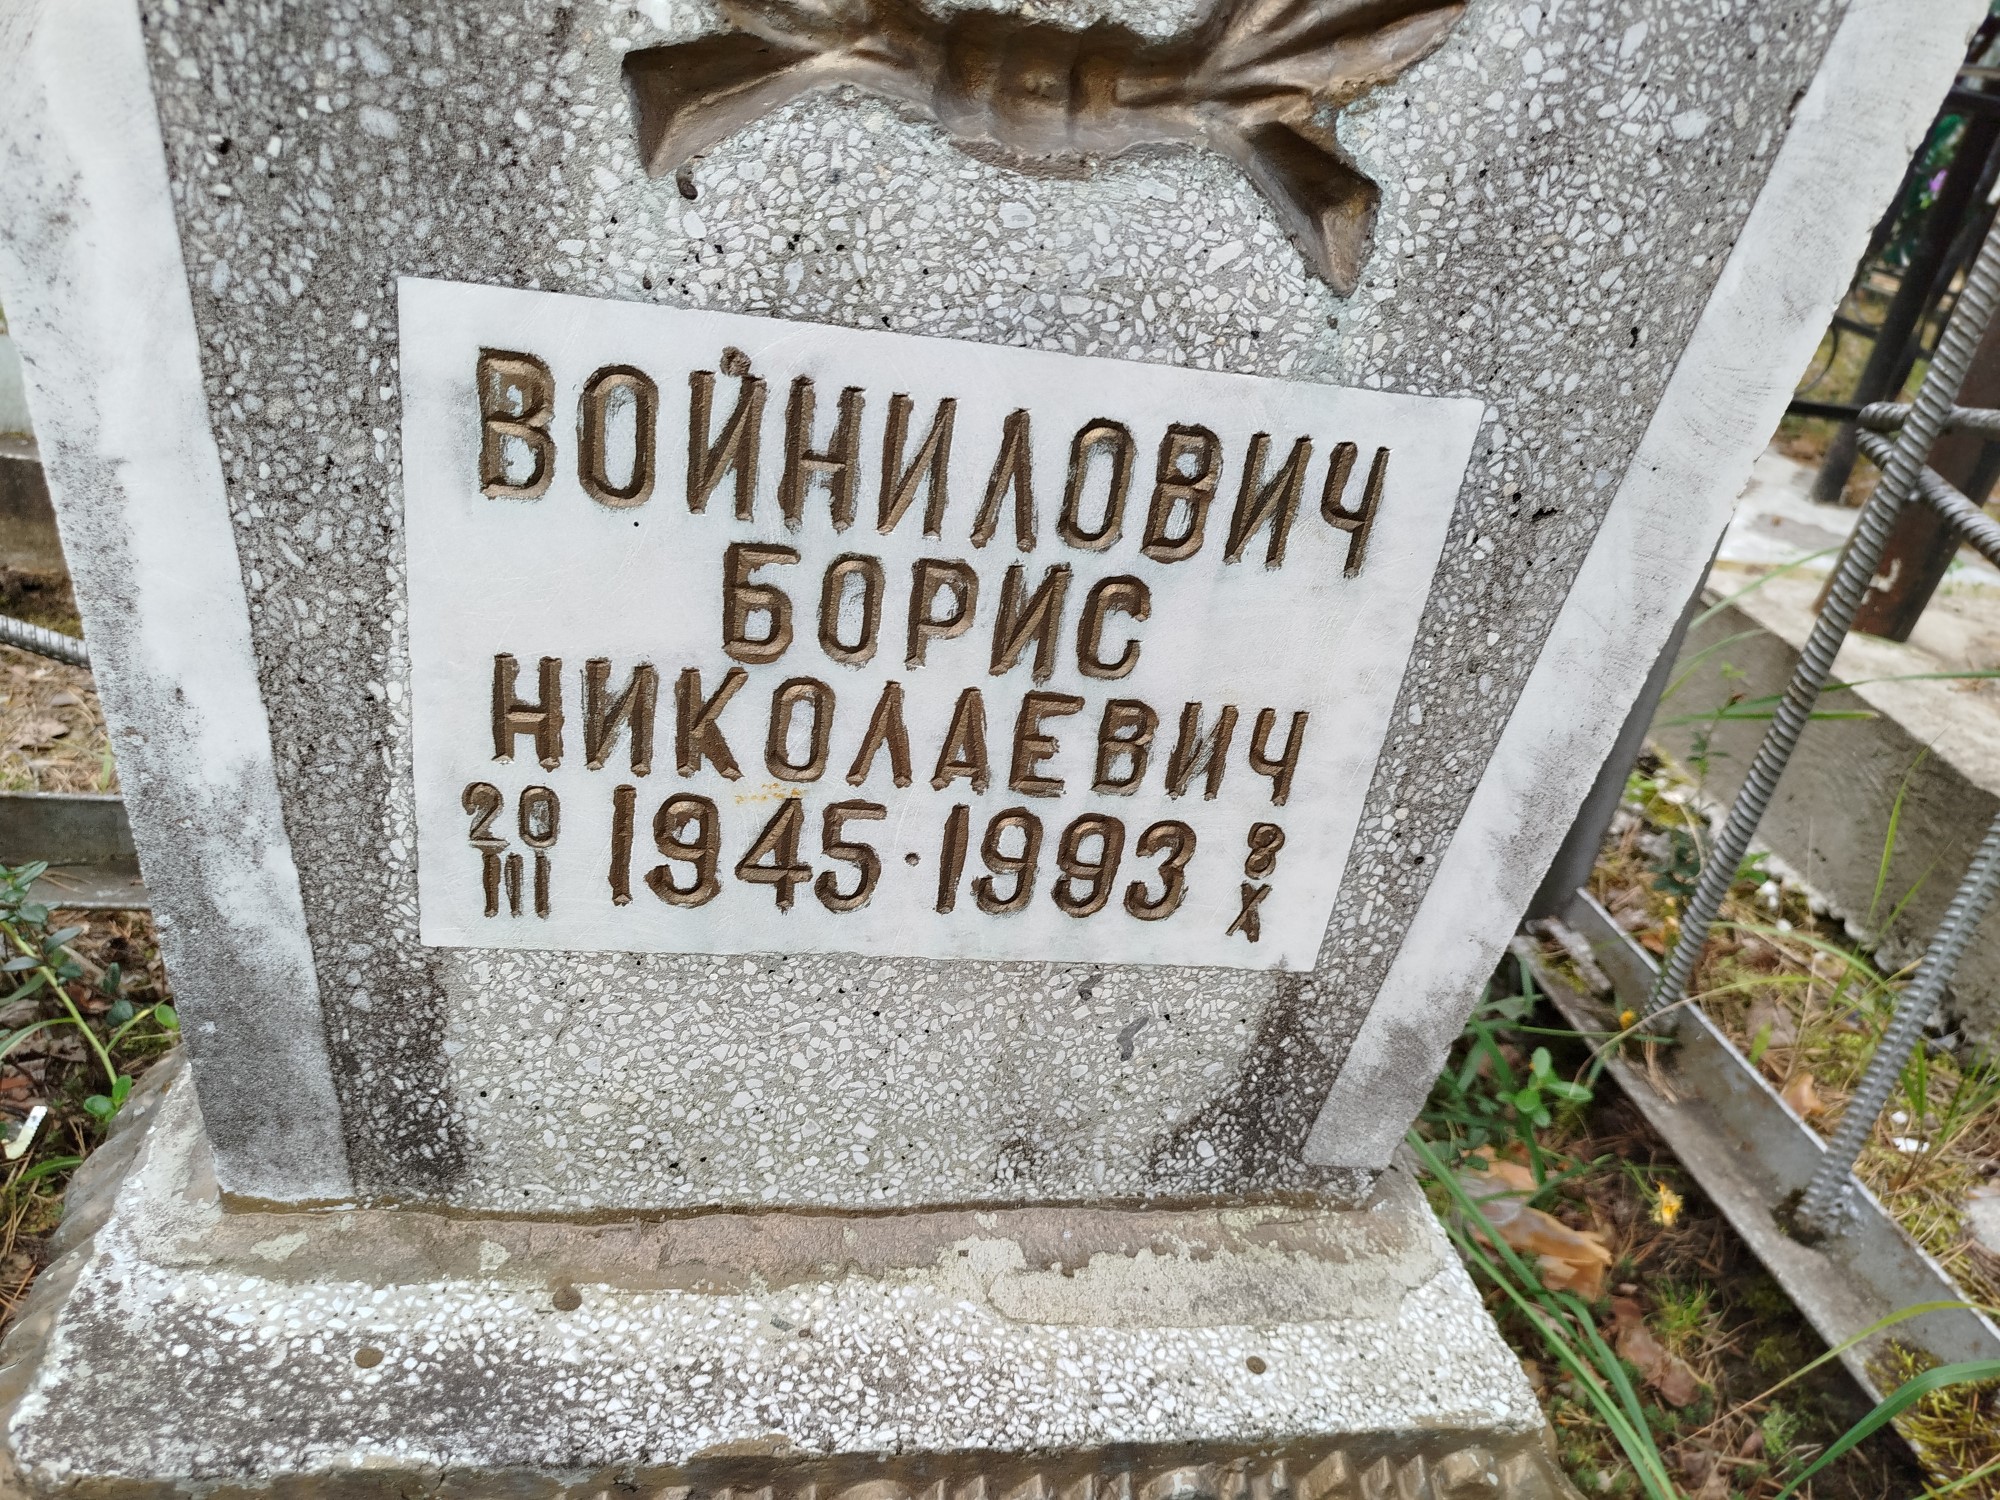 ВОЙНИЛОВИЧ
БОРИС
НИКОЛАЕВИЧ
20 III 1945·1993 8 X